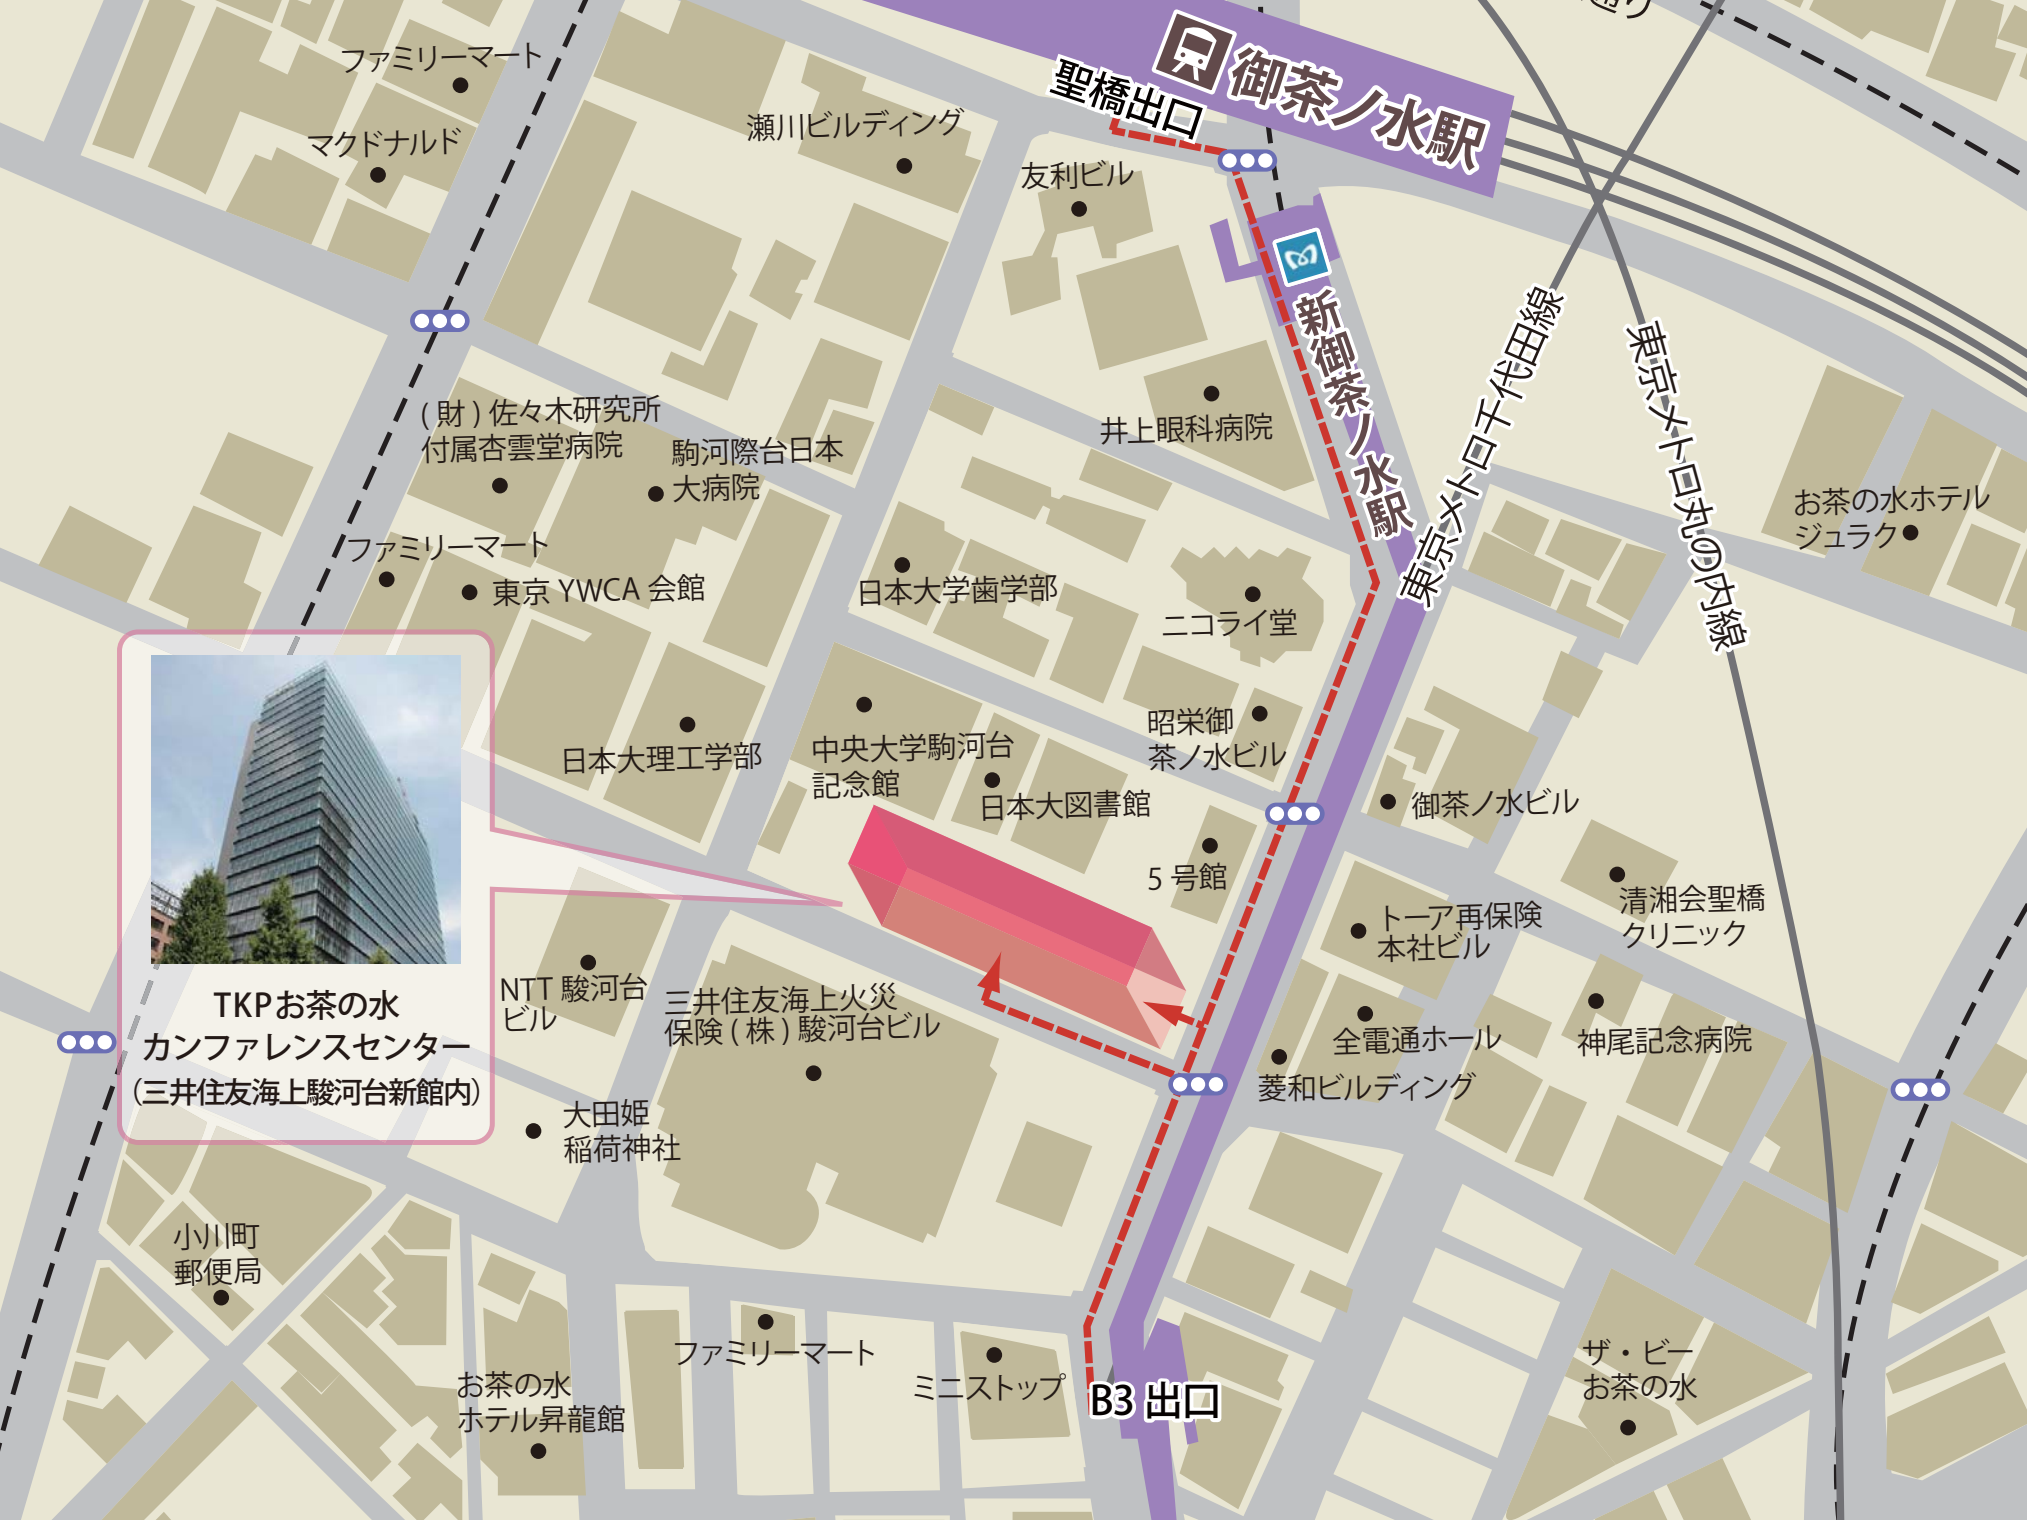 通り
御茶ノ水駅
聖橋出口
ファミリーマート
マクドナルド
瀬川ビルディング
友利ビル
新御茶ノ水駅
東京メトロ千代田線
東京メトロ丸の内線
(財)佐々木研究所
付属杏雲堂病院
駒河際台日本
大病院
井上眼科病院
お茶の水ホテル
ジュラク
ファミリーマート
東京 YWCA 会館
日本大学歯学部
ニコライ堂
日本大理工学部
中央大学駒河台
記念館
日本大図書館
昭栄御
茶ノ水ビル
御茶ノ水ビル
5 号館
トーア再保険
本社ビル
清湘会聖橋
クリニック
TKPお茶の水
カンファレンスセンター
(三井住友海上駿河台新館内)
NTT 駿河台
ビル
三井住友海上火災
保険(株)駿河台ビル
全電通ホール
神尾記念病院
菱和ビルディング
大田姫
稲荷神社
小川町
郵便局
ファミリーマート
ミニストップ
B3 出口
お茶の水
ホテル昇龍館
ザ・ビー
お茶の水